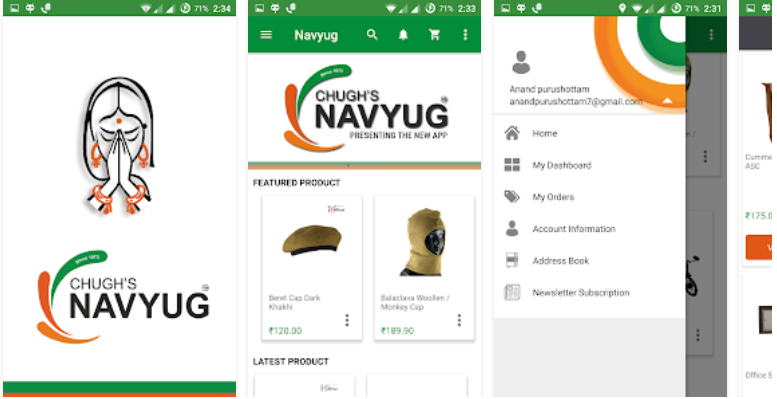 71% 2:34
Since 1972
CHUGH'S
NAVYUG
71% 2:33
Navyug
Since 1972
CHUGH'S
NAVYUG
PRESENTING THE NEW APP
FEATURED PRODUCT
Beret Cap Dark
Khakhi
₹120.00
Balaclava Woollen /
Monkey Cap
₹189.90
LATEST PRODUCT
71% 2:31
Anand purushottam
anandpurushottam7@gmail.com
Home
My Dashboard
My Orders
Account Information
Address Book
Newsletter Subscription
Cumme
ASC
₹175.0
V
Office S